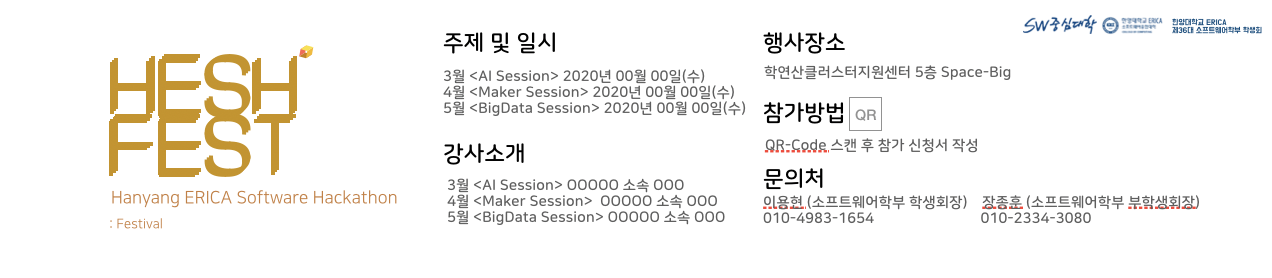 HESH
FEST
Hanyang ERICA Software Hackathon
: Festival
주제 및 일시
3월 <AI Session> 2020년 00월 00일(수)
4월 <Maker Session> 2020년 00월 00일(수)
5월 <BigData Session> 2020년 00월 00일(수)
강사소개
3월 <AI Session> OOOOO 소속 OOO
4월 <Maker Session> OOOOO 소속 OOO
5월 <BigData Session> OOOOO 소속 OOO
행사장소
학연산클러스터지원센터 5층 Space-Big
참가방법 QR
QR-Code 스캔 후 참가 신청서 작성
문의처
이용현 (소프트웨어학부 학생회장) 장종훈 (소프트웨어학부 부학생회장)
010-4983-1654 010-2334-3080
SW중심대학
한양대학교 ERICA
한양대학교 ERICA
제36대 소프트웨어학부 학생회